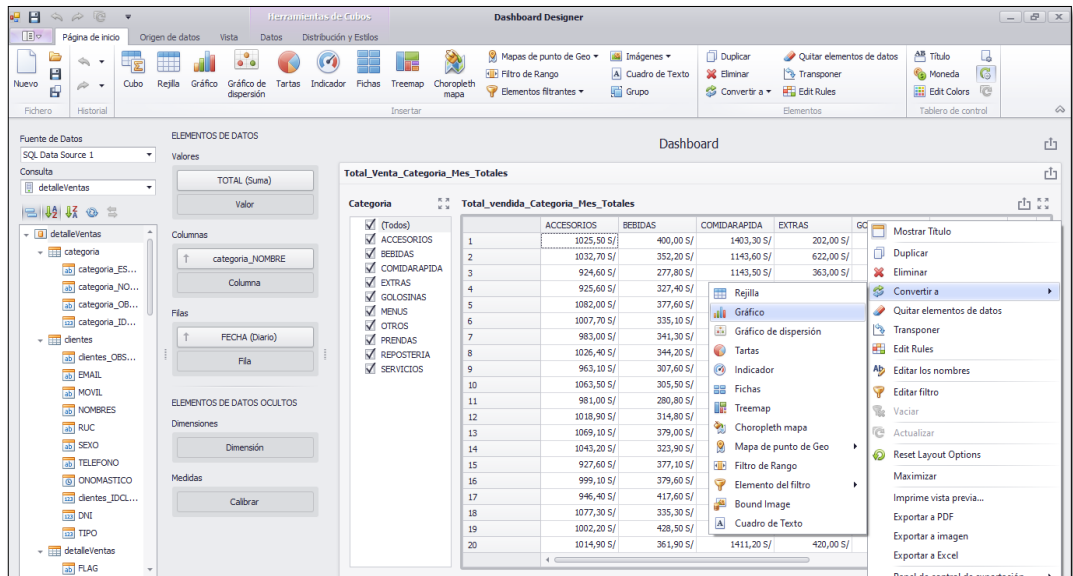 Herramientas de Cubos
Dashboard Designer
Página de inicio
Origen de datos
Vista
Datos
Distribución y Estilos
Nuevo
Cubo
Rejilla
Gráfico
Gráfico de dispersión
Tartas
Indicador
Fichas
Treemap
Choropleth mapa
Mapas de punto de Geo
Filtro de Rango
Elementos filtrantes
Imágenes
Cuadro de Texto
Grupo
Duplicar
Eliminar
Convertir a
Quitar elementos de datos
Transponer
Edit Rules
Título
Moneda
Edit Colors
Fichero
Historial
Insertar
Elementos
Tablero de control
Fuente de Datos
SQL Data Source 1
Consulta
detalleVentas
detalleVentas
categoria
categoria_ES...
categoria_NO...
categoria_OB...
categoria_ID...
clientes
clientes_OBS...
EMAIL
MOVIL
NOMBRES
RUC
SEXO
TELEFONO
ONOMASTICO
clientes_IDCL...
DNI
TIPO
detalleVentas
FLAG
ELEMENTOS DE DATOS
Valores
TOTAL (Suma)
Valor
Columnas
categoria_NOMBRE
Columna
Filas
FECHA (Diario)
Fila
ELEMENTOS DE DATOS OCULTOS
Dimensiones
Dimensión
Medidas
Calibrar
Dashboard
Total_Venta_Categoria_Mes_Totales
Categoria
(Todos)
ACCESORIOS
BEBIDAS
COMIDARAPIDA
EXTRAS
GOLOSINAS
MENUS
OTROS
PRENDAS
REPOSTERIA
SERVICIOS
Total_vendida_Categoria_Mes_Totales
ACCESORIOS BEBIDAS COMIDARAPIDA EXTRAS GO
1 1025,50 S/ 400,00 S/ 1403,30 S/ 202,00 S/
2 1032,70 S/ 352,20 S/ 1143,60 S/ 622,00 S/
3 924,60 S/ 277,80 S/ 1143,50 S/ 363,00 S/
4 925,60 S/ 327,40 S/
5 1082,00 S/ 377,60 S/
6 1007,70 S/ 335,10 S/
7 983,00 S/ 341,30 S/
8 1026,40 S/ 344,20 S/
9 963,10 S/ 307,60 S/
10 1063,50 S/ 305,50 S/
11 981,00 S/ 280,80 S/
12 1018,90 S/ 314,80 S/
13 1069,10 S/ 379,00 S/
14 1043,20 S/ 323,90 S/
15 927,60 S/ 377,10 S/
16 999,10 S/ 379,60 S/
17 946,40 S/ 417,60 S/
18 1077,30 S/ 335,30 S/
19 1002,20 S/ 428,50 S/
20 1014,90 S/ 361,90 S/ 1411,20 S/ 420,00 S/
Rejilla
Gráfico
Gráfico de dispersión
Tartas
Indicador
Fichas
Treemap
Choropleth mapa
Mapa de punto de Geo
Filtro de Rango
Elemento del filtro
Bound Image
Cuadro de Texto
Mostrar Título
Duplicar
Eliminar
Convertir a
Quitar elementos de datos
Transponer
Edit Rules
Editar los nombres
Editar filtro
Vaciar
Actualizar
Reset Layout Options
Maximizar
Imprime vista previa...
Exportar a PDF
Exportar a imagen
Exportar a Excel